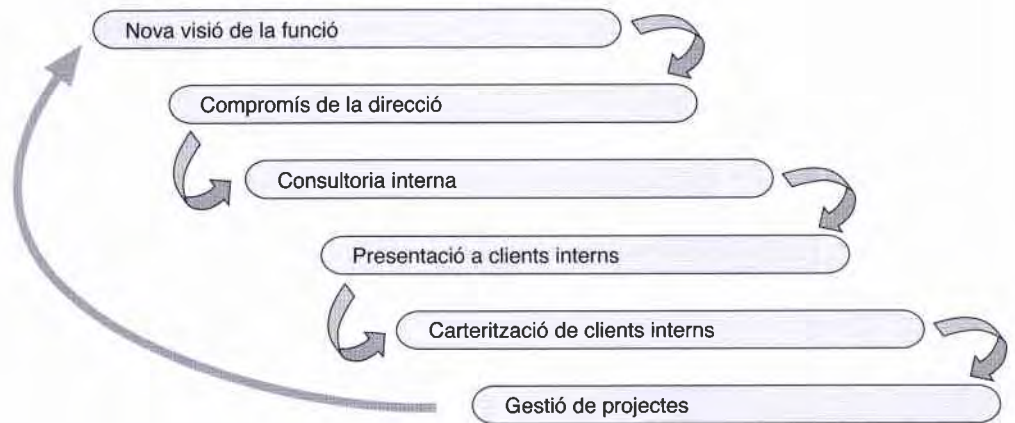 Nova visió de la funció
Compromís de la direcció
Consultoria interna
Presentació a clients interns
Carterització de clients interns
Gestió de projectes